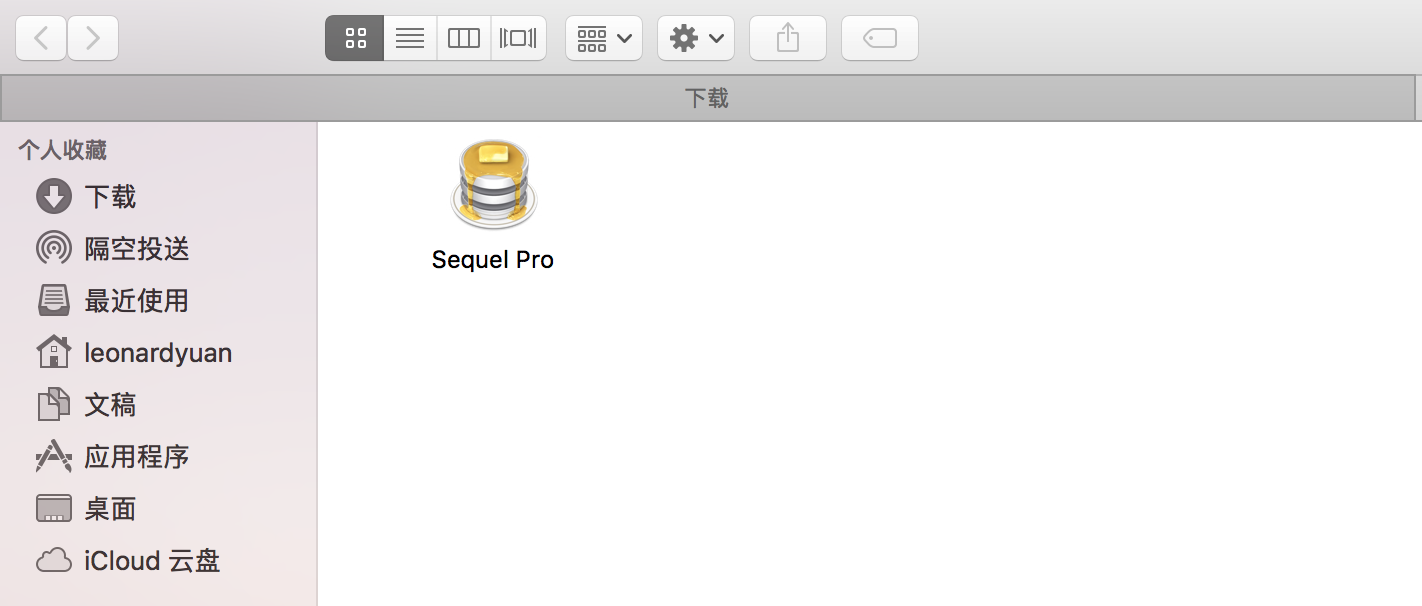 下载
个人收藏
下载
隔空投送
最近使用
leonardyuan
文稿
应用程序
桌面
iCloud 云盘
Sequel Pro